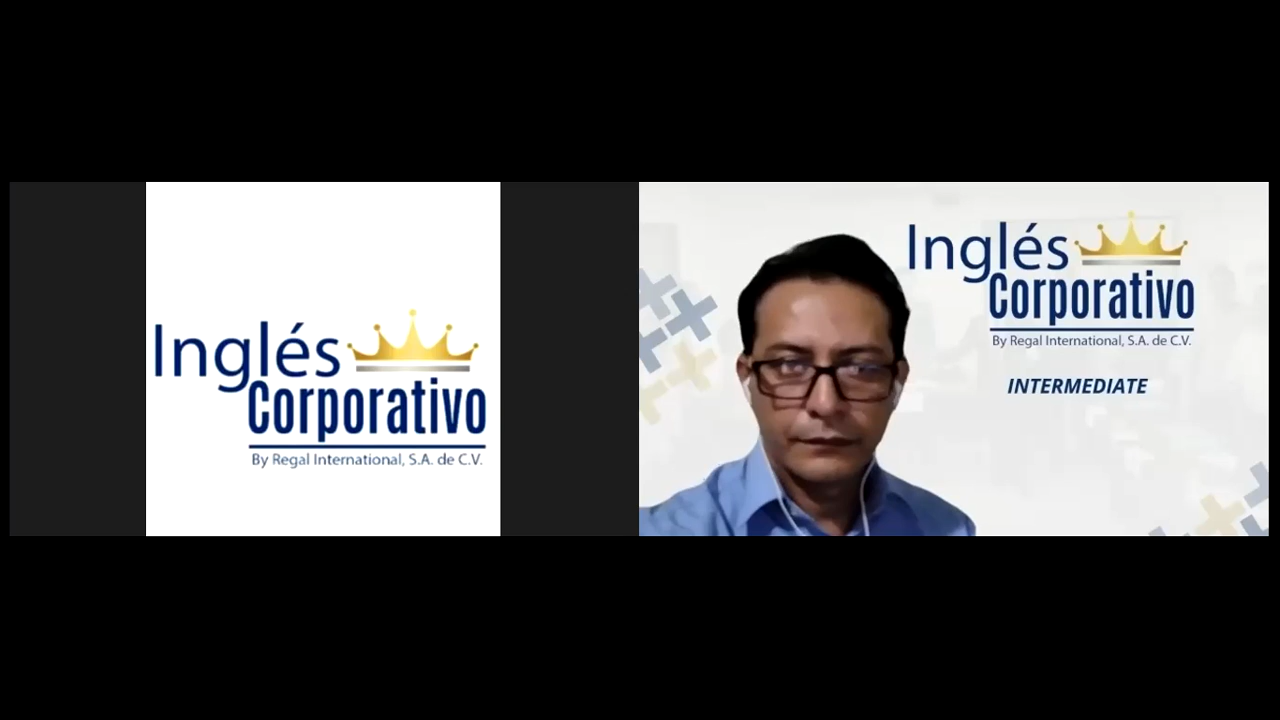 Inglés
Corporativo
By Regal International, S.A. de C.V.
Inglés
Corporativo
By Regal International, S.A. de C.V.
INTERMEDIATE